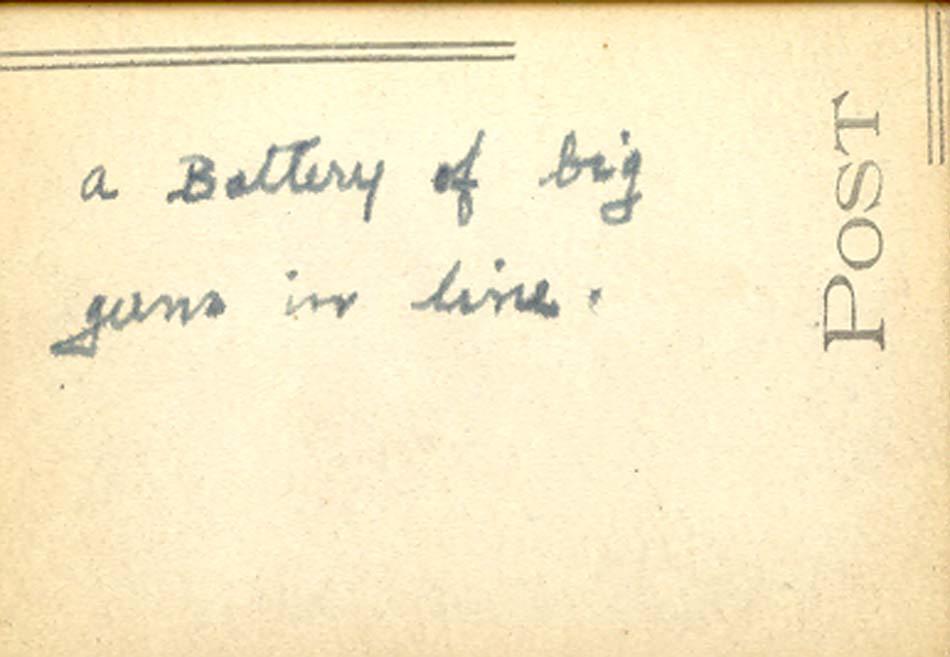 a Battery of big
guns in line.
POST